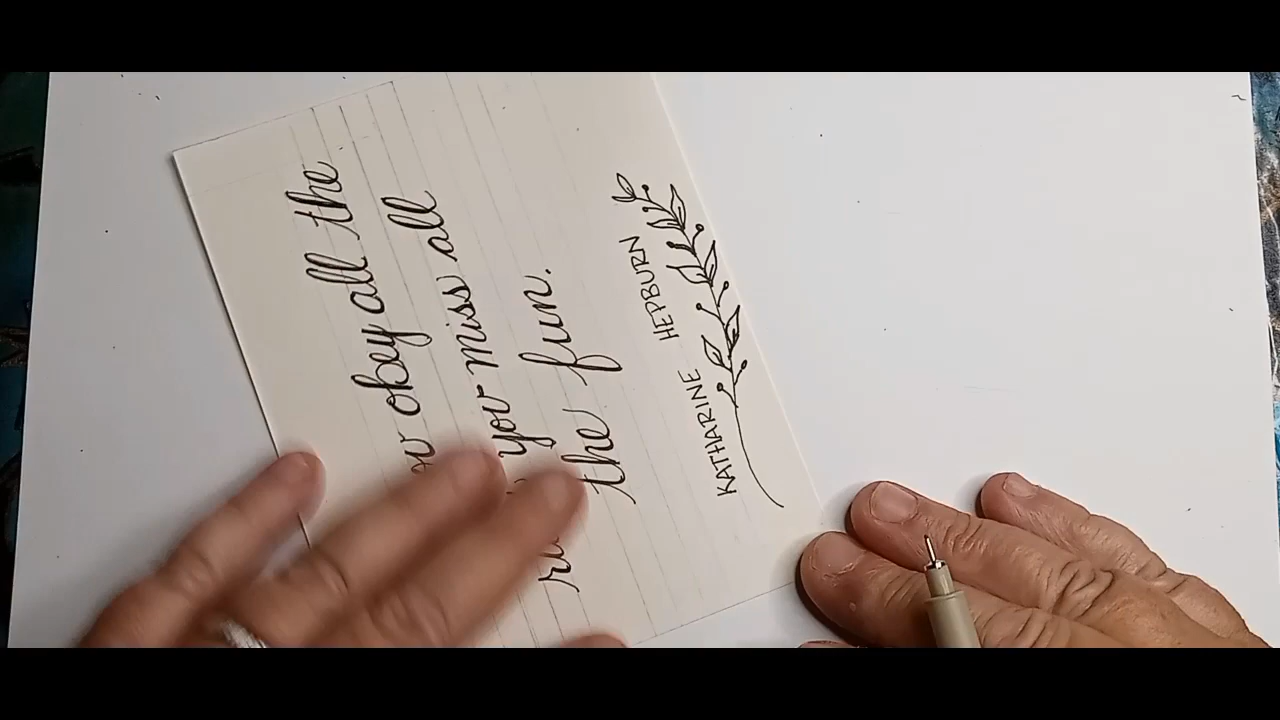 obey all the
you miss all
the fun.
KATHARINE HEPBURN